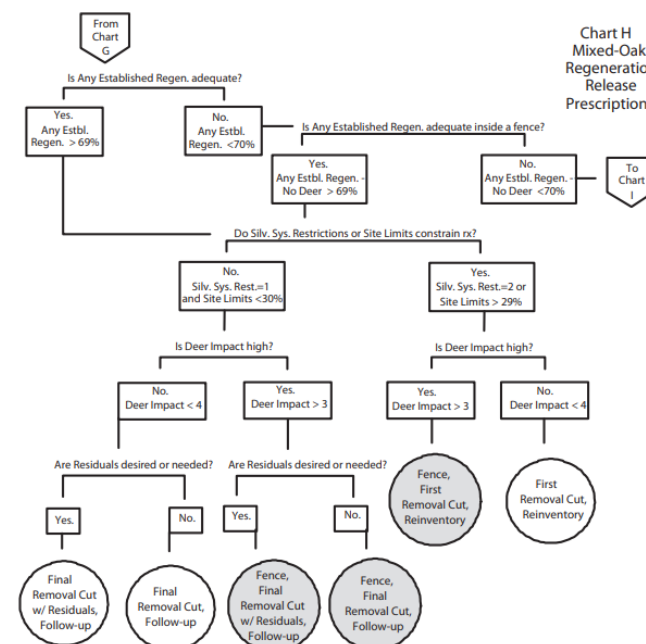 From
Chart
G
Chart H
Mixed-Oak
Regeneratio
Release
Prescription
Is Any Established Regen. adequate?
Yes.
Any Estbl.
Regen. > 69%
No.
Any Estbl.
Regen. <70%
Is Any Established Regen. adequate inside a fence?
Yes.
Any Estbl. Regen. -
No Deer > 69%
No.
Any Estbl. Regen. -
No Deer <70%
To
Chart
I
Do Silv. Sys. Restrictions or Site Limits constrain rx?
No.
Silv. Sys. Rest.=1
and Site Limits <30%
Yes.
Silv. Sys. Rest.=2 or
Site Limits > 29%
Is Deer Impact high?
Is Deer Impact high?
No.
Deer Impact < 4
Yes.
Deer Impact > 3
Yes.
Deer Impact > 3
No.
Deer Impact <4
Are Residuals desired or needed?
Are Residuals desired or needed?
Yes.
No.
Yes.
No.
Fence,
First
Removal Cut,
Reinventory
First
Removal Cut,
Reinventory
Final
Removal Cut
w/ Residuals,
Follow-up
Final
Removal Cut,
Follow-up
Fence,
Final
Removal Cut
w/ Residuals,
Follow-up
Fence,
Final
Removal Cut,
Follow-up